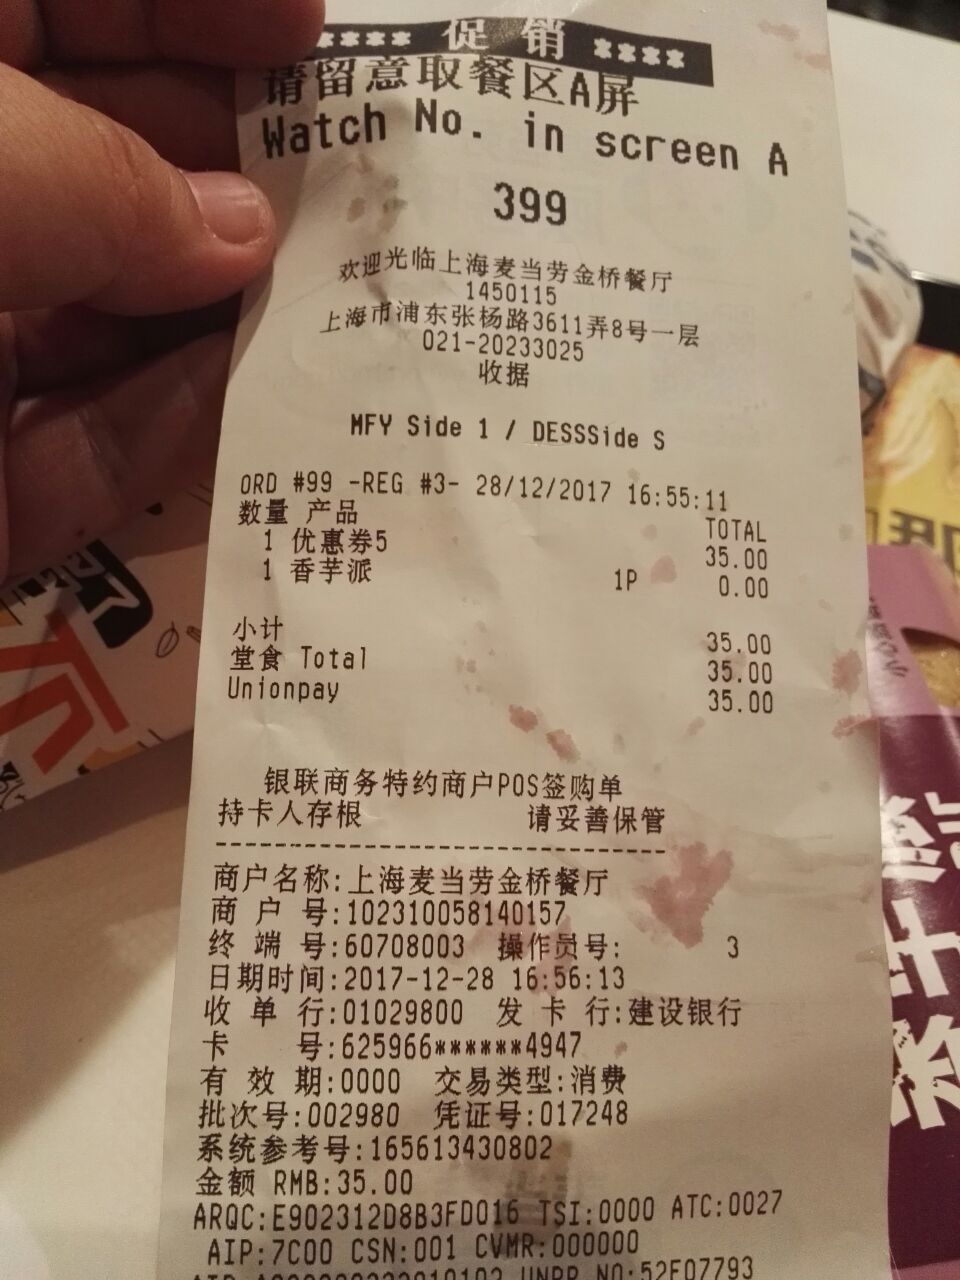 **** 促 销 ****
请留意取餐区A屏
Watch No. in screen A
399
欢迎光临上海麦当劳金桥餐厅
1450115
上海市浦东张杨路3611弄8号一层
021-20233025
收据
MFY Side 1 / DESSSide S
ORD #99 -REG #3- 28/12/2017 16:55:11
数量 产品 TOTAL
1 优惠券5 35.00
1 香芋派 1P 0.00
小计 35.00
堂食 Total 35.00
Unionpay 35.00
银联商务特约商户POS签购单
持卡人存根 请妥善保管
--------------------------------
商户名称:上海麦当劳金桥餐厅
商 户 号:102310058140157
终 端 号:60708003 操作员号: 3
日期时间:2017-12-28 16:56:13
收 单 行:01029800 发 卡 行:建设银行
卡 号:625966******4947
有 效 期:0000 交易类型:消费
批次号:002980 凭证号:017248
系统参考号:165613430802
金额 RMB:35.00
ARQC:E902312D8B3FD016 TSI:0000 ATC:0027
AIP:7C00 CSN:001 CVMR:000000